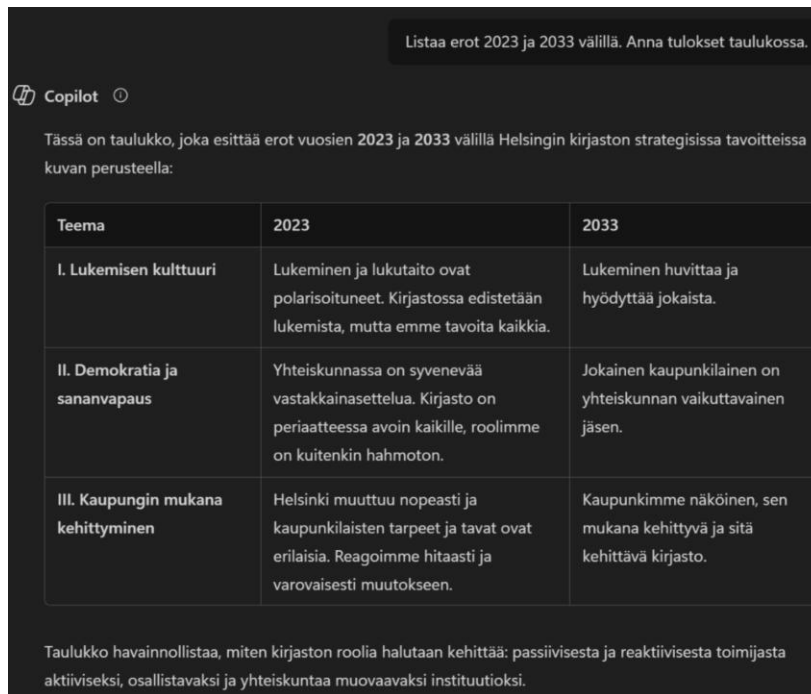 Listaa erot 2023 ja 2033 välillä. Anna tulokset taulukossa.
Copilot
Tässä on taulukko, joka esittää erot vuosien 2023 ja 2033 välillä Helsingin kirjaston strategisissa tavoitteissa
kuvan perusteella:
Teema
2023
2033
I. Lukemisen kulttuuri
Lukeminen ja lukutaito ovat
polarisoituneet. Kirjastossa edistetään
lukemista, mutta emme tavoita kaikkia.
Lukeminen huvittaa ja
hyödyttää jokaista.
II. Demokratia ja
sananvapaus
Yhteiskunnassa on syvenevää
vastakkainasettelua. Kirjasto on
periaatteessa avoin kaikille, roolimme
on kuitenkin hahmoton.
Jokainen kaupunkilainen on
yhteiskunnan vaikuttavainen
jäsen.
III. Kaupungin mukana
kehittyminen
Helsinki muuttuu nopeasti ja
kaupunkilaisten tarpeet ja tavat ovat
erilaisia. Reagoimme hitaasti ja
varovaisesti muutokseen.
Kaupunkimme näköinen, sen
mukana kehittyvä ja sitä
kehittävä kirjasto.
Taulukko havainnollistaa, miten kirjaston roolia halutaan kehittää: passiivisesta ja reaktiivisesta toimijasta
aktiiviseksi, osallistavaksi ja yhteiskuntaa muovaavaksi instituutioksi.